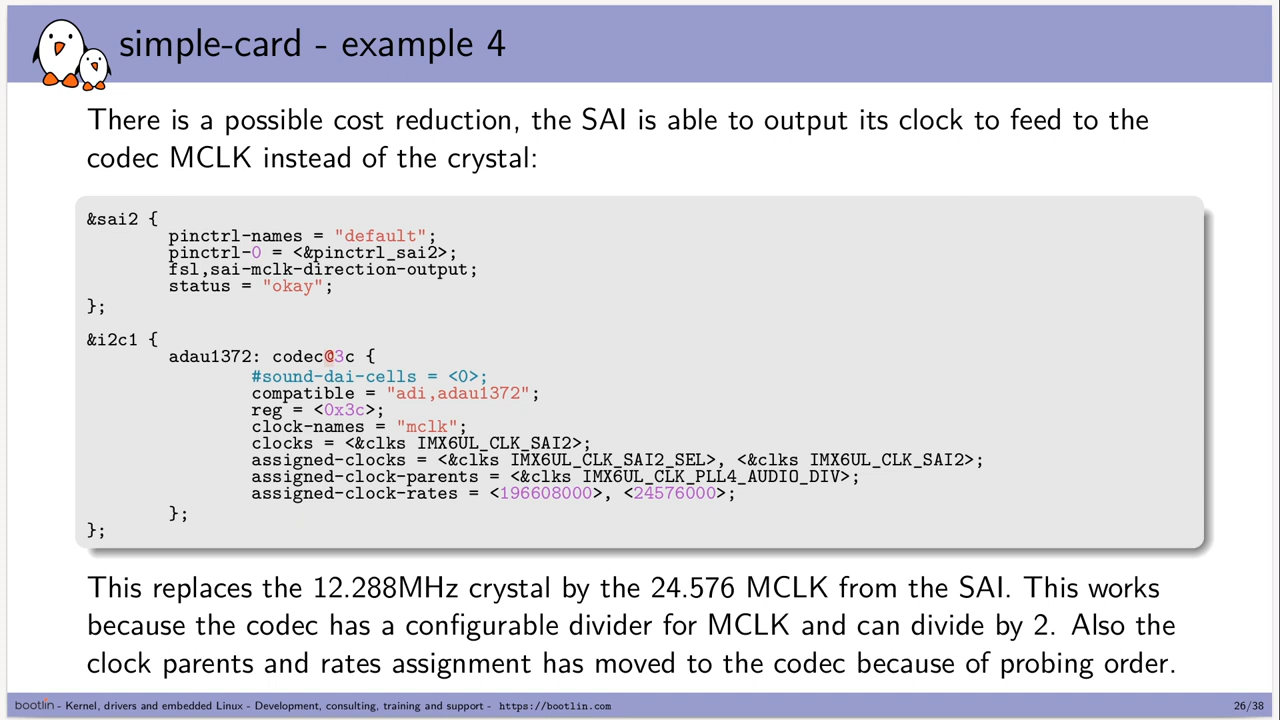 simple-card - example 4
There is a possible cost reduction, the SAI is able to output its clock to feed to the
codec MCLK instead of the crystal:
&sai2 {
pinctrl-names = "default";
pinctrl-0 = <&pinctrl_sai2>;
fsl,sai-mclk-direction-output;
status = "okay";
};
&i2c1 {
adau1372: codec@3c {
#sound-dai-cells = <0>;
compatible = "adi,adau1372";
reg = <0x3c>;
clock-names = "mclk";
clocks = <&clks IMX6UL_CLK_SAI2>;
assigned-clocks = <&clks IMX6UL_CLK_SAI2_SEL>, <&clks IMX6UL_CLK_SAI2>;
assigned-clock-parents = <&clks IMX6UL_CLK_PLL4_AUDIO_DIV>;
assigned-clock-rates = <196608000>, <24576000>;
};
};
This replaces the 12.288MHz crystal by the 24.576 MCLK from the SAI. This works
because the codec has a configurable divider for MCLK and can divide by 2. Also the
clock parents and rates assignment has moved to the codec because of probing order.
bootlin - Kernel, drivers and embedded Linux - Development, consulting, training and support - https://bootlin.com
26/38